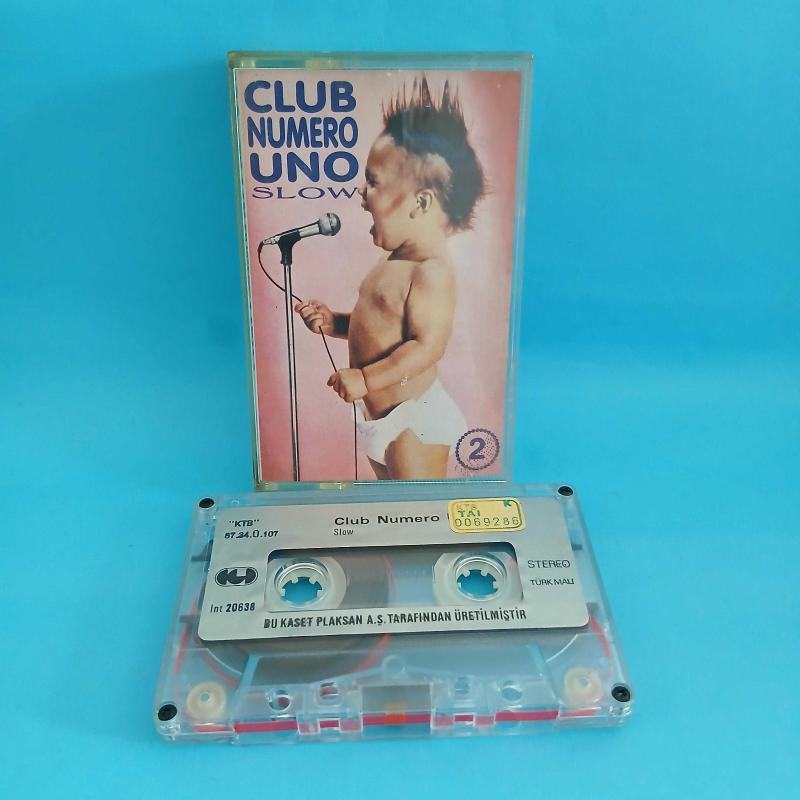 CLUB
NUMERO
UNO
SLOW
2
"KTB"
87.34.Ü.107
Club Numero
Slow
KTB K
TAI
0069286
STEREO
TÜRK MALI
Int 20638
BU KASET PLAKSAN A.Ş. TARAFINDAN ÜRETİLMİŞTİR